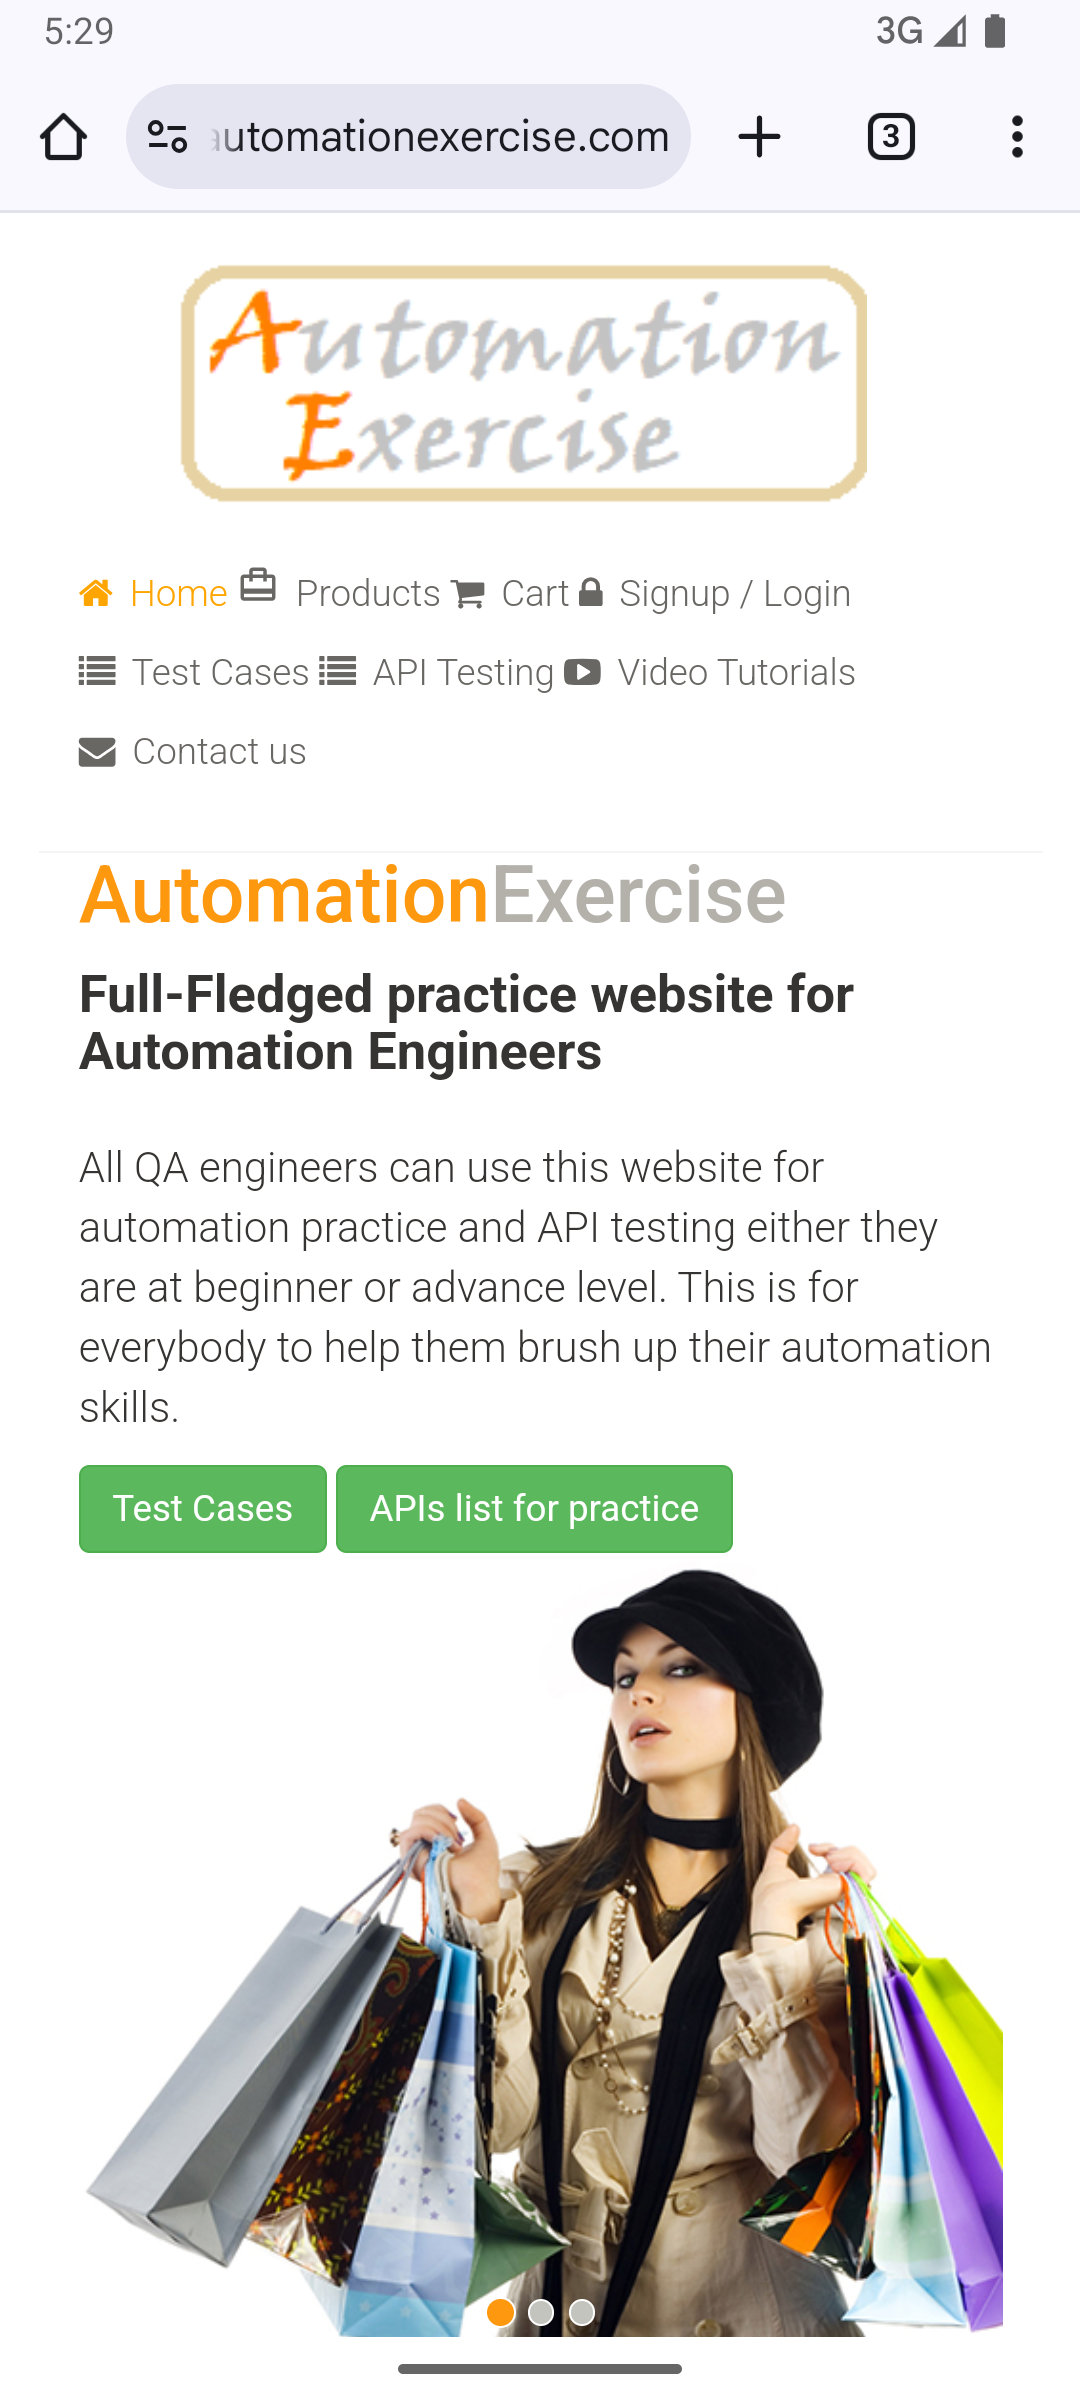 5:29 3G
automationexercise.com 3
Automation
Exercise
Home Products Cart Signup / Login
Test Cases API Testing Video Tutorials
Contact us
AutomationExercise
Full-Fledged practice website for
Automation Engineers
All QA engineers can use this website for
automation practice and API testing either they
are at beginner or advance level. This is for
everybody to help them brush up their automation
skills.
Test Cases APIs list for practice